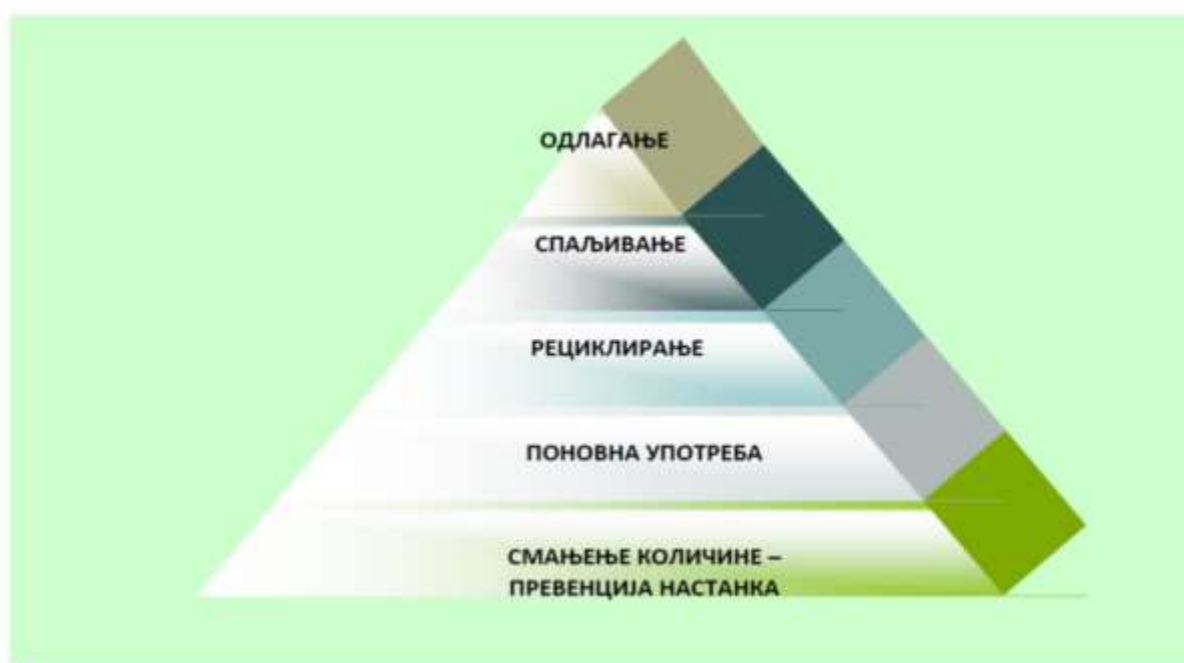 ОДЛАГАЊЕ
СПАЉИВАЊЕ
РЕЦИКЛИРАЊЕ
ПОНОВНА УПОТРЕБА
СМАЊЕЊЕ КОЛИЧИНЕ –
ПРЕВЕНЦИЈА НАСТАНКА